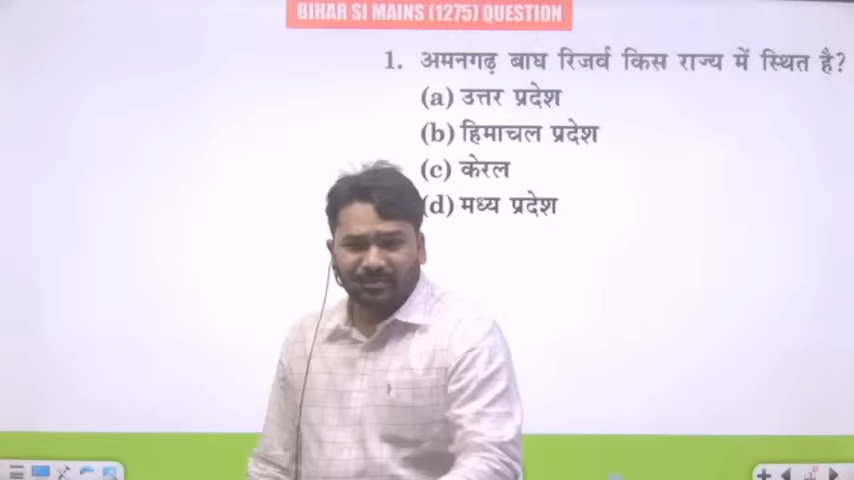 BIHAR SI MAINS (1275) QUESTION
1. अमनगढ़ बाघ रिजर्व किस राज्य में स्थित है?
(a) उत्तर प्रदेश
(b) हिमाचल प्रदेश
(c) केरल
(d) मध्य प्रदेश